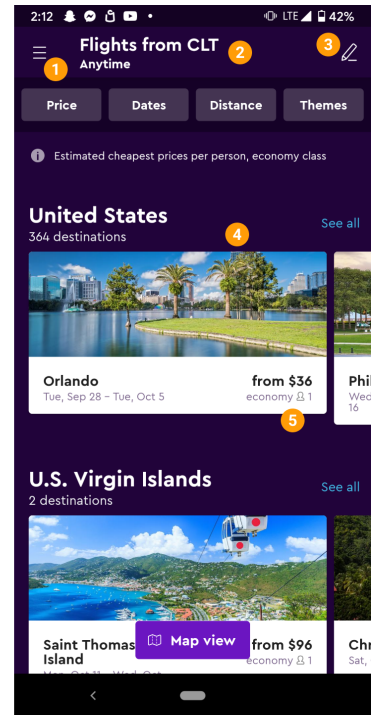 2:12 LTE 42%
Flights from CLT
Anytime
1
2
3
Price Dates Distance Themes
Estimated cheapest prices per person, economy class
United States
364 destinations
See all
4
Orlando from $36
Tue, Sep 28 – Tue, Oct 5 economy 1
5
Phi
Wed
16
U.S. Virgin Islands
2 destinations
See all
Saint Thomas
Island
from $96
economy 1
Map view
Chr
Sat,